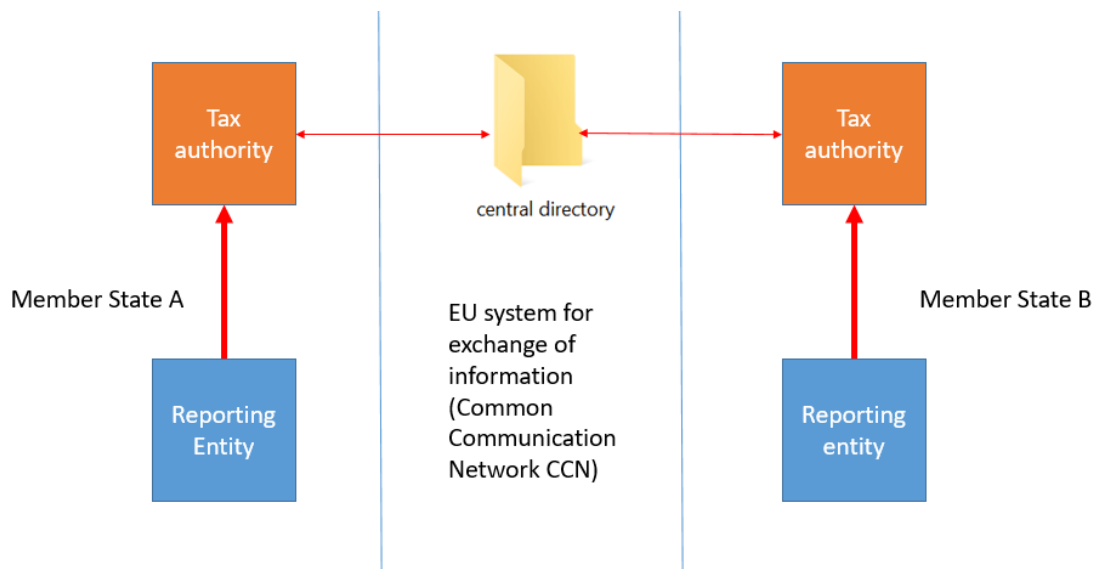 Tax
authority
Tax
authority
central directory
Member State A
Member State B
EU system for
exchange of
information
(Common
Communication
Network CCN)
Reporting
Entity
Reporting
entity